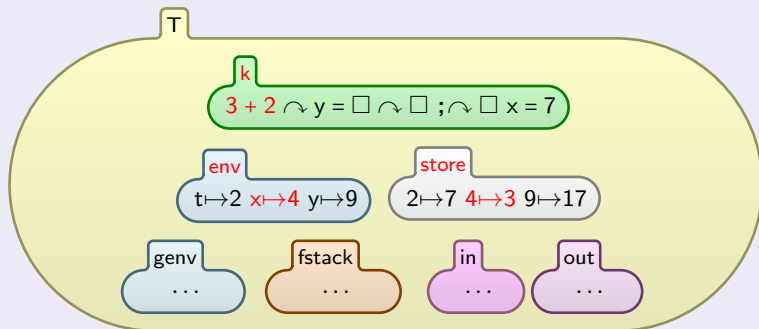 T
k
3 + 2 ↷ y = □ ↷ □ ; ↷ □ x = 7
env store
t↦2 x↦4 y↦9 2↦7 4↦3 9↦17
genv fstack in out
··· ··· ··· ···